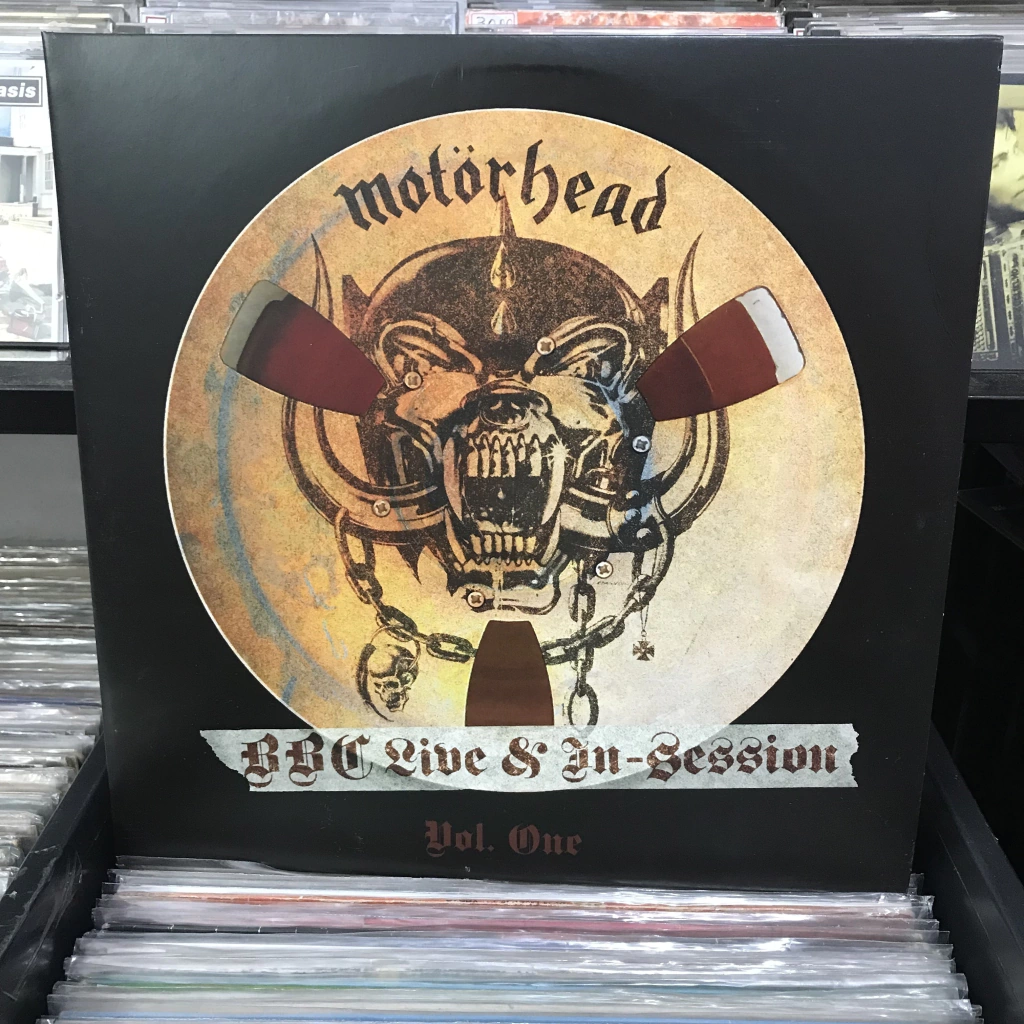 asis
motörhead
BBC Live & In-Session
Vol. One